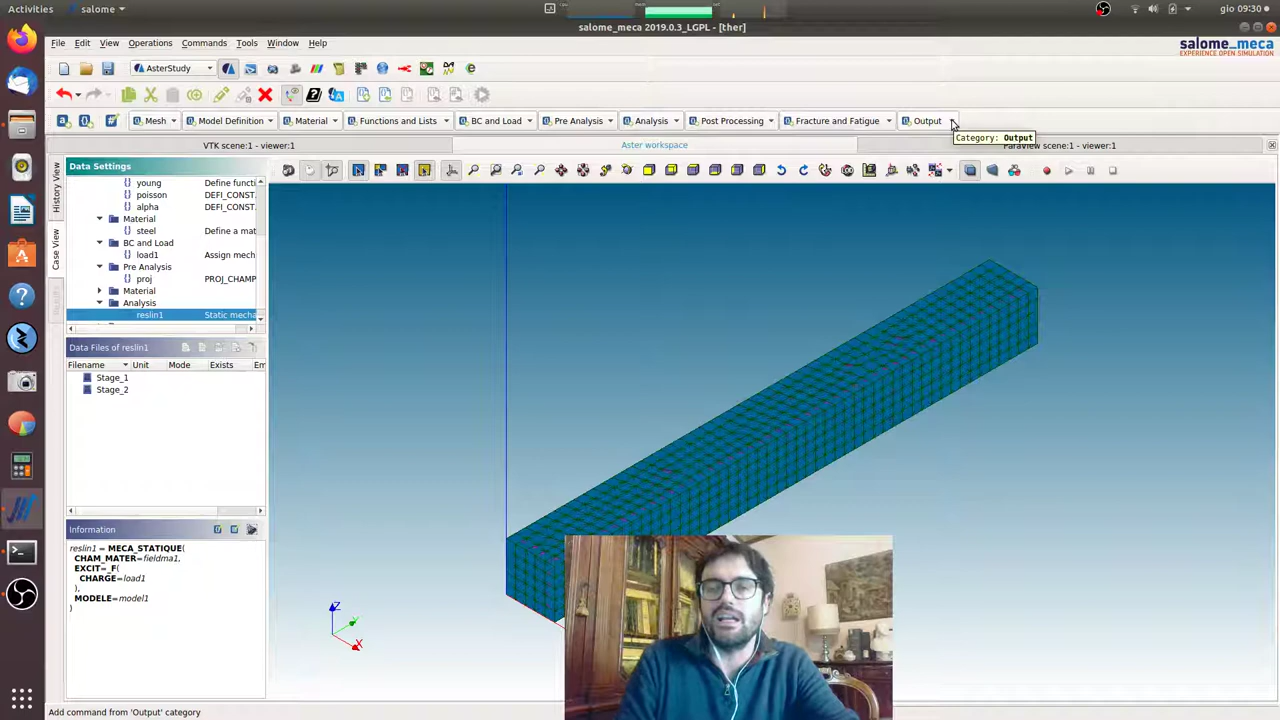 Activities
salome
gio 09:30
salome_meca 2019.0.3_LGPL - [ther]
File Edit View Operations Commands Tools Window Help
salome_meca
EXPERIENCE OPEN SIMULATION
AsterStudy
Mesh Model Definition Material Functions and Lists BC and Load Pre Analysis Analysis Post Processing Fracture and Fatigue Output
Category: Output
VTK scene:1 - viewer:1
Aster workspace
ParaView scene:1 - viewer:1
Data Settings
History View
Case View
young Define functi
poisson DEFI_CONST.
alpha DEFI_CONST.
Material
steel Define a mat
BC and Load
load1 Assign mech
Pre Analysis
proj PROJ_CHAMP
Material
Analysis
reslin1 Static mecha
Data Files of reslin1
Filename Unit Mode Exists Em
Stage_1
Stage_2
Information
reslin1 = MECA_STATIQUE(
CHAM_MATER=fieldma1,
EXCIT=_F(
CHARGE=load1
),
MODELE=model1
)
Z
Y
X
Add command from 'Output' category